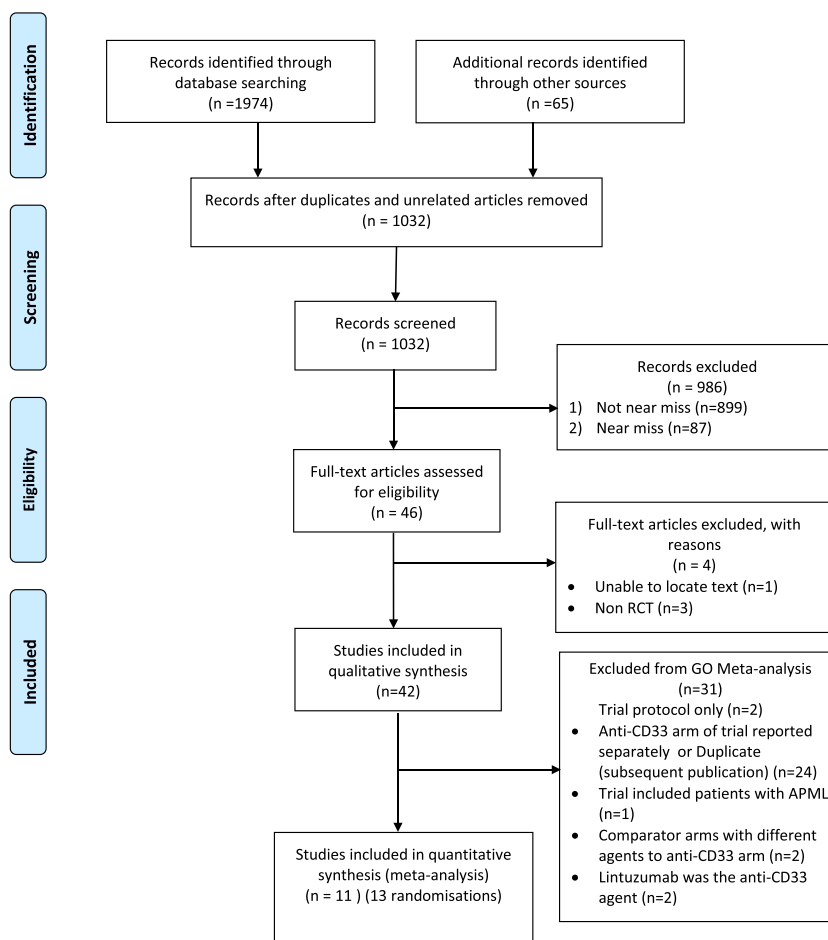 Identification
Records identified through
database searching
(n =1974)
Additional records identified
through other sources
(n =65)
Records after duplicates and unrelated articles removed
(n = 1032)
Screening
Records screened
(n = 1032)
Records excluded
(n = 986)
1) Not near miss (n=899)
2) Near miss (n=87)
Eligibility
Full-text articles assessed
for eligibility
(n = 46)
Full-text articles excluded, with
reasons
(n = 4)
• Unable to locate text (n=1)
• Non RCT (n=3)
Included
Studies included in
qualitative synthesis
(n=42)
Excluded from GO Meta-analysis
(n=31)
Trial protocol only (n=2)
• Anti-CD33 arm of trial reported
separately or Duplicate
(subsequent publication) (n=24)
• Trial included patients with APML
(n=1)
• Comparator arms with different
agents to anti-CD33 arm (n=2)
• Lintuzumab was the anti-CD33
agent (n=2)
Studies included in quantitative
synthesis (meta-analysis)
(n = 11 ) (13 randomisations)